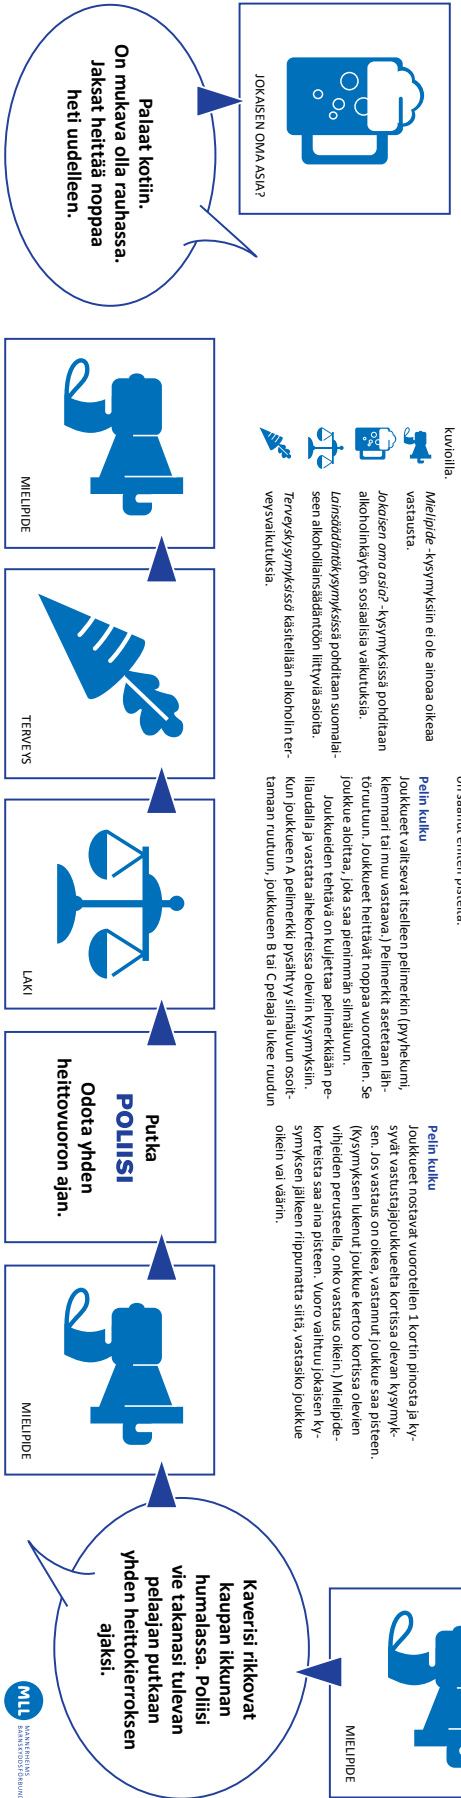 kuvioilla.
Mielipide -kysymyksiin ei ole ainoaa oikeaa
vastausta.
Jokaisen oma asia? -kysymyksissä pohditaan
alkoholinkäytön sosiaalisia vaikutuksia.
Lainsäädäntökysymyksissä pohditaan suomalai-
seen alkoholilainsäädäntöön liittyviä asioita.
Terveyskysymyksissä käsitellään alkoholin ter-
veysvaikutuksia.
Pelin kulku
Joukkueet valitsevat itselleen pelimerkin (pyyhekumi,
klemmari tai muu vastaava.) Pelimerkit asetetaan läh-
töruutuun. Joukkueet heittävät noppaa vuorotellen. Se
joukkue aloittaa, joka saa pienimmän silmäluvun.
Joukkueiden tehtävä on kuljettaa pelimerkkiään pe-
lilaudalla ja vastata aihekorteissa oleviin kysymyksiin.
Kun joukkueen A pelimerkki pysähtyy silmäluvun osoit-
tamaan ruutuun, joukkueen B tai C pelaaja lukee ruudun
Pelin kulku
Joukkueet nostavat vuorotellen 1 kortin pinosta ja ky-
syvät vastustajajoukkueelta kortissa olevan kysymyk-
sen. Jos vastaus on oikea, vastannut joukkue saa pisteen.
(Kysymyksen lukenut joukkue kertoo kortissa olevien
vihjeiden perusteella, onko vastaus oikein.) Mielipide-
korteista saa aina pisteen. Vuoro vaihtuu jokaisen ky-
symyksen jälkeen riippumatta siitä, vastasiko joukkue
oikein vai väärin.
MIELIPIDE
JOKAISEN OMA ASIA?
Palaat kotiin.
On mukava olla rauhassa.
Jaksat heittää noppaa
heti uudelleen.
MIELIPIDE
TERVEYS
LAKI
Putka
POLIISI
Odota yhden
heittovuoron ajan.
MIELIPIDE
Kaverisi rikkovat
kaupan ikkunan
humalassa. Poliisi
vie takanasi tulevan
pelaajan putkaan
yhden heittokierroksen
ajaksi.
MLL
MANNERHEIMS
BARNSKYDDSFÖRBUND